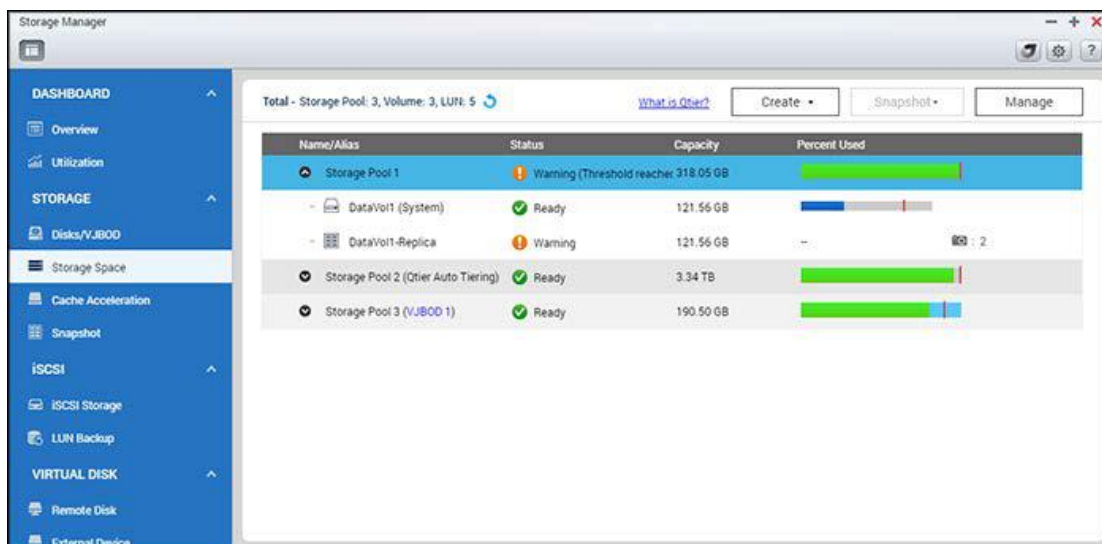 Storage Manager
DASHBOARD
Overview
Utilization
STORAGE
Disks/VJBOD
Storage Space
Cache Acceleration
Snapshot
iSCSI
iSCSI Storage
LUN Backup
VIRTUAL DISK
Remote Disk
External Device
Total - Storage Pool: 3, Volume: 3, LUN: 5
What is Qtier?
Create
Snapshot
Manage
Name/Alias Status Capacity Percent Used
Storage Pool 1 Warning (Threshold reached 318.05 GB
DataVol1 (System) Ready 121.56 GB
DataVol1-Replica Warning 121.56 GB -- : 2
Storage Pool 2 (Qtier Auto Tiering) Ready 3.34 TB
Storage Pool 3 (VJBOD 1) Ready 190.50 GB